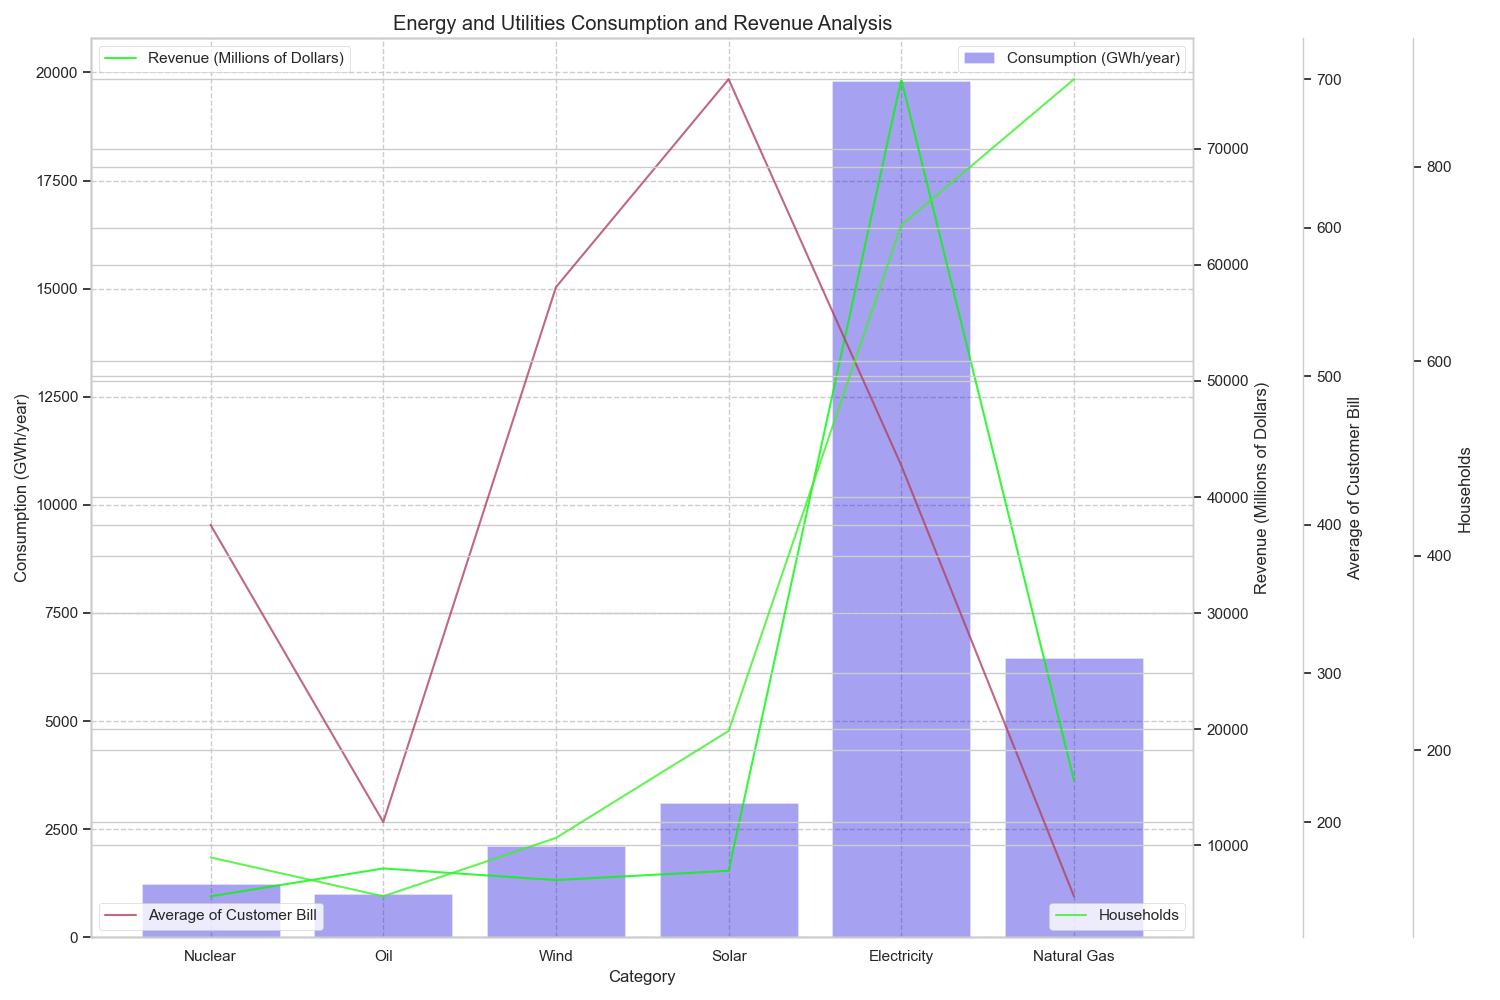 Energy and Utilities Consumption and Revenue Analysis
Revenue (Millions of Dollars)
Consumption (GWh/year)
Average of Customer Bill
Households
Consumption (GWh/year)
20000
17500
15000
12500
10000
7500
5000
2500
0
Nuclear
Oil
Wind
Solar
Electricity
Natural Gas
Category
70000
60000
50000
40000
30000
20000
10000
Revenue (Millions of Dollars)
700
600
500
400
300
200
Average of Customer Bill
800
600
400
200
Households